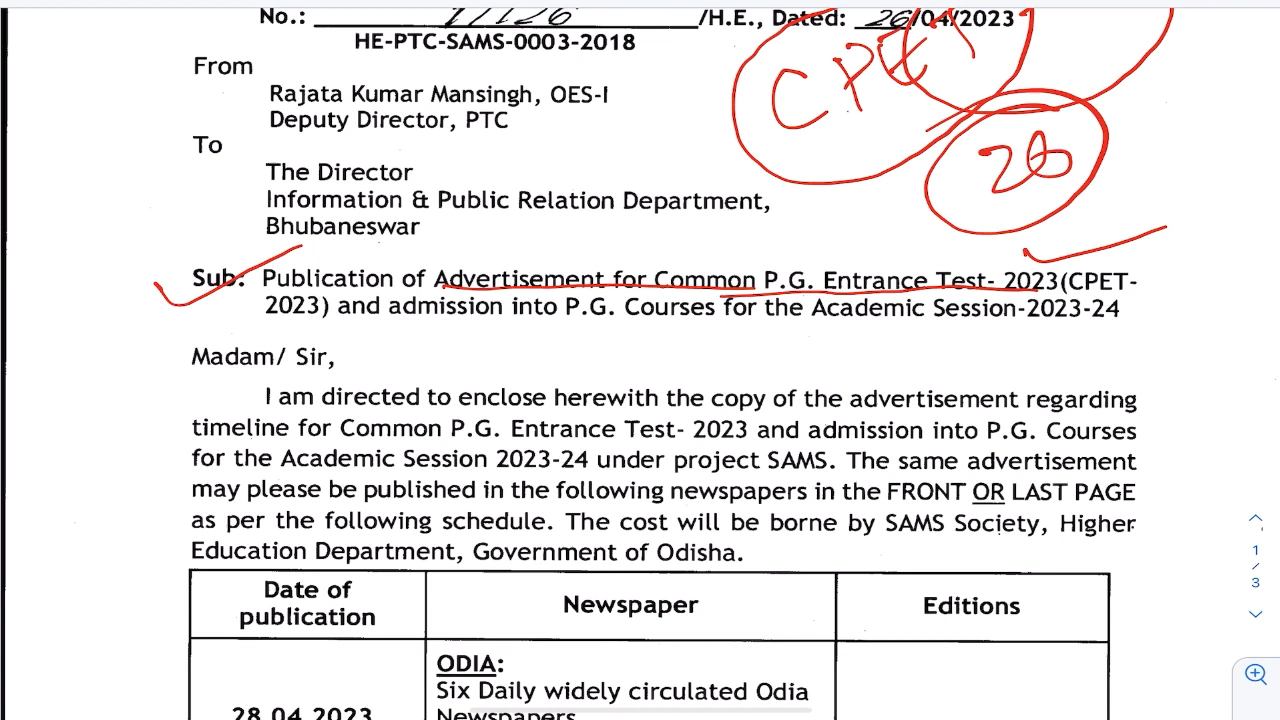 No.: /H.E., Dated: 26/04/2023
HE-PTC-SAMS-0003-2018
CPET
From
Rajata Kumar Mansingh, OES-I
Deputy Director, PTC
To
The Director
Information & Public Relation Department,
Bhubaneswar
Sub: Publication of Advertisement for Common P.G. Entrance Test- 2023(CPET-
2023) and admission into P.G. Courses for the Academic Session-2023-24
Madam/ Sir,
I am directed to enclose herewith the copy of the advertisement regarding
timeline for Common P.G. Entrance Test- 2023 and admission into P.G. Courses
for the Academic Session 2023-24 under project SAMS. The same advertisement
may please be published in the following newspapers in the FRONT OR LAST PAGE
as per the following schedule. The cost will be borne by SAMS Society, Higher
Education Department, Government of Odisha.
Date of
publication
Newspaper
Editions
28.04.2023
ODIA:
Six Daily widely circulated Odia
Newspapers
1
/
3